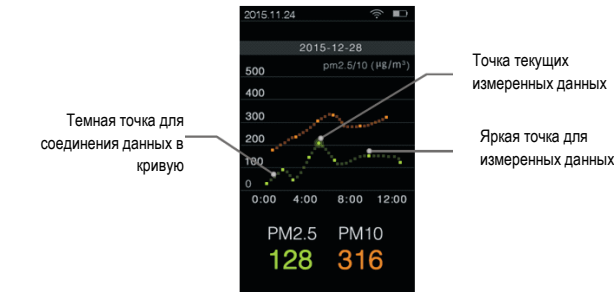 2015.11.24
2015-12-28
pm2.5/10 (µg/m³)
500
400
300
200
100
0
0:00 4:00 8:00 12:00
PM2.5 PM10
128 316
Темная точка для
соединения данных в
кривую
Точка текущих
измеренных данных
Яркая точка для
измеренных данных